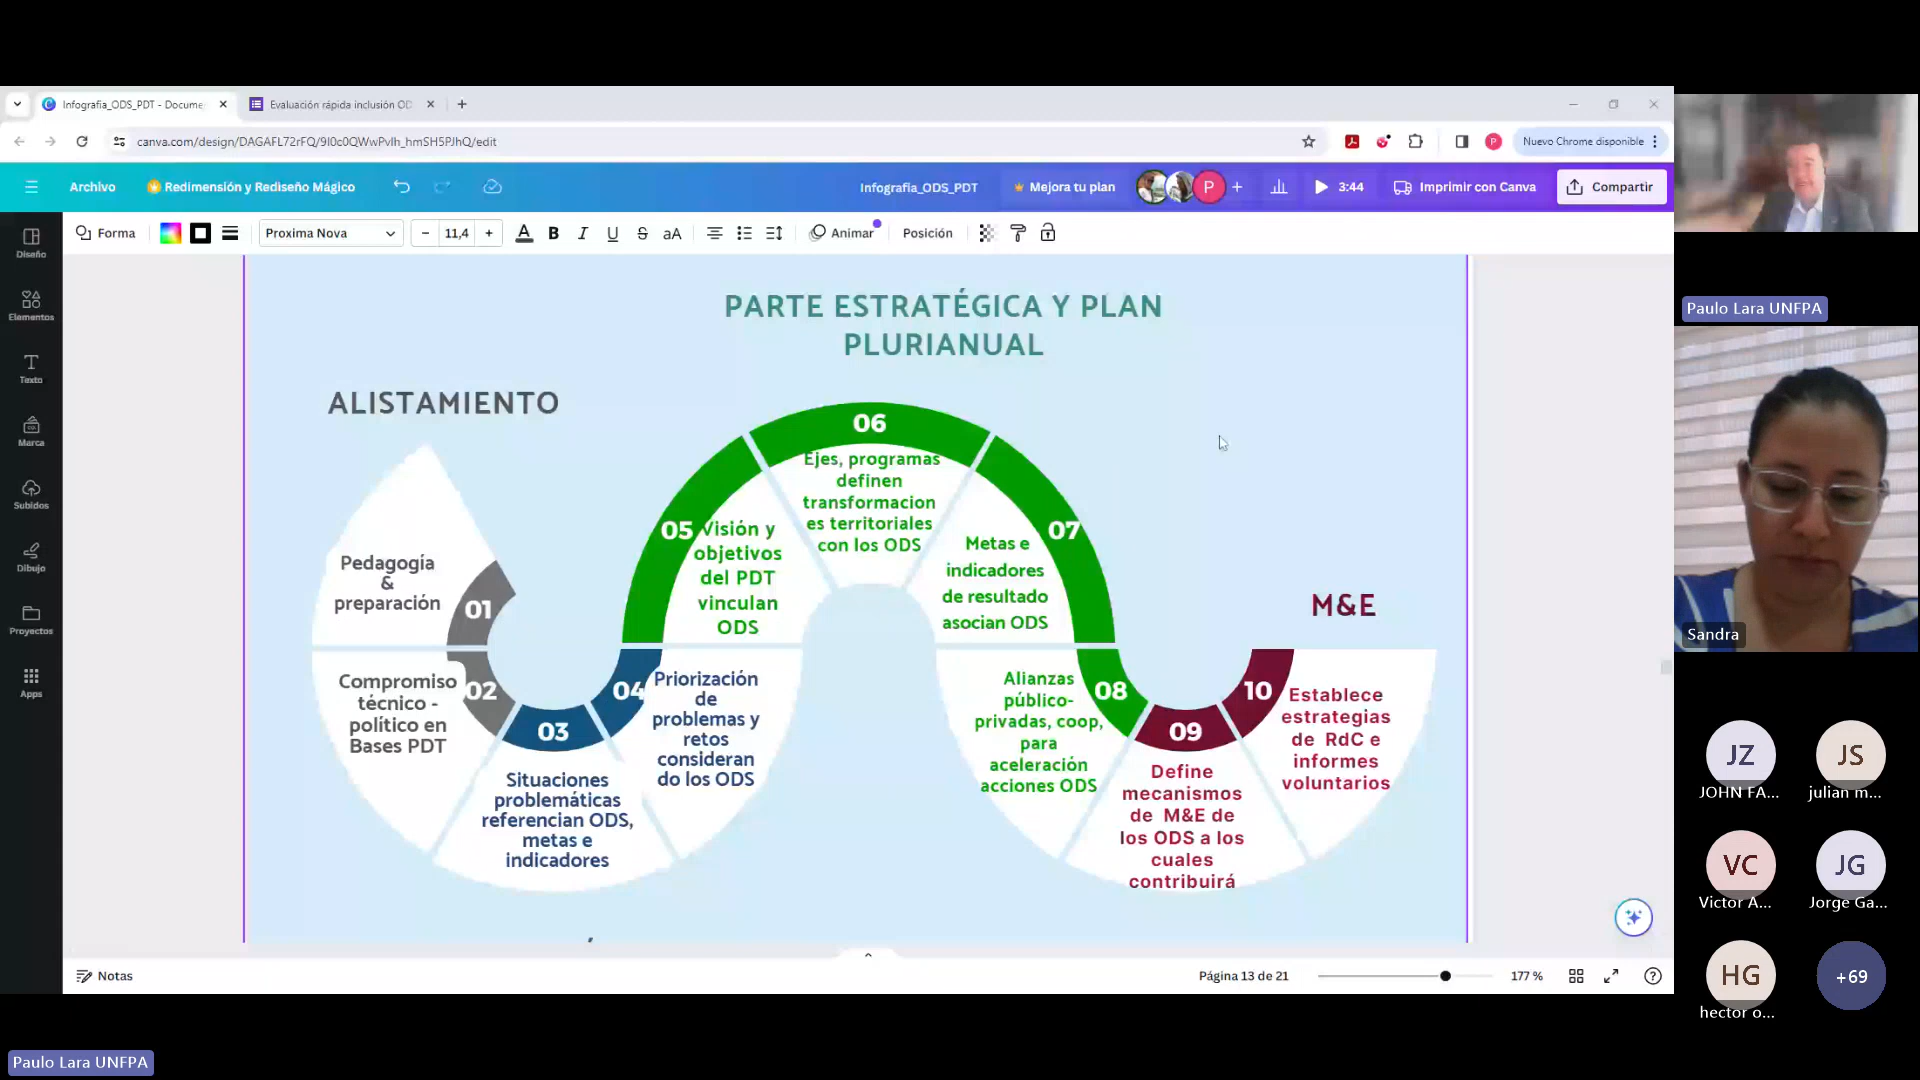 Infografia_ODS_PDT - Docume
Evaluación rápida inclusión OD
canva.com/design/DAGAFL72rFQ/9I0c0QWwPvIh_hmSH5PJhQ/edit
Nuevo Chrome disponible
Archivo
Redimensión y Rediseño Mágico
Infografia_ODS_PDT
Mejora tu plan
P
3:44
Imprimir con Canva
Compartir
Forma
Proxima Nova
11,4
Animar
Posición
Diseño
Elementos
Texto
Marca
Subidos
Dibujo
Proyectos
Apps
PARTE ESTRATÉGICA Y PLAN
PLURIANUAL
ALISTAMIENTO
Pedagogía
&
preparación
01
Compromiso
técnico -
político en
Bases PDT
02
03
Situaciones
problemáticas
referencian ODS,
metas e
indicadores
04
Priorización
de
problemas y
retos
consideran
do los ODS
05
Visión y
objetivos
del PDT
vinculan
ODS
06
Ejes, programas
definen
transformacion
es territoriales
con los ODS
07
Metas e
indicadores
de resultado
asocian ODS
08
Alianzas
público-
privadas, coop,
para
aceleración
acciones ODS
M&E
09
Define
mecanismos
de M&E de
los ODS a los
cuales
contribuirá
10
Establece
estrategias
de RdC e
informes
voluntarios
Notas
Página 13 de 21
177 %
Paulo Lara UNFPA
Sandra
JZ
JOHN FA...
JS
julian m...
VC
Victor A...
JG
Jorge Ga...
HG
hector o...
+69
Paulo Lara UNFPA